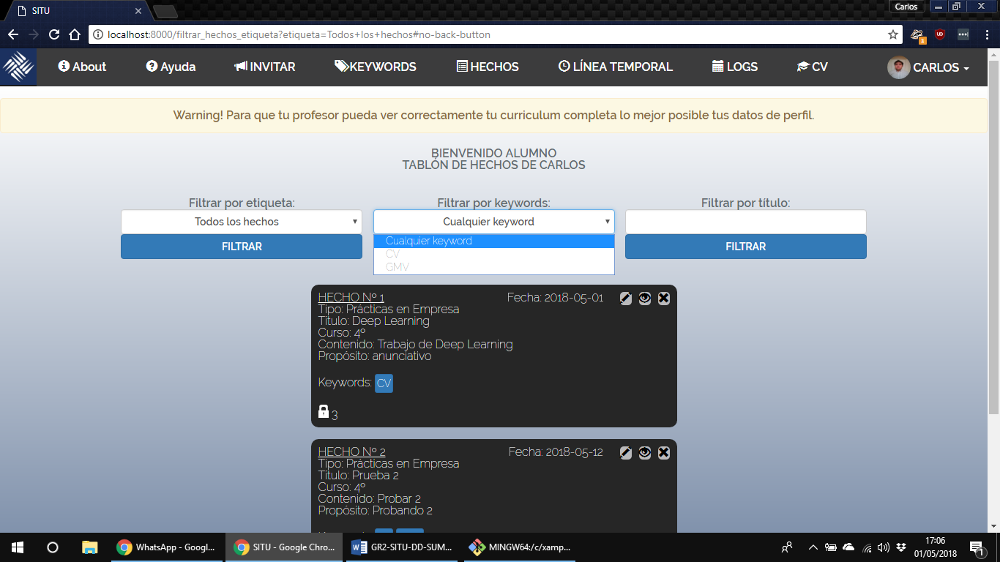 SITU
Carlos
localhost:8000/filtrar_hechos_etiqueta?etiqueta=Todos+los+hechos#no-back-button
3
About
Ayuda
INVITAR
KEYWORDS
HECHOS
LÍNEA TEMPORAL
LOGS
CV
CARLOS
Warning! Para que tu profesor pueda ver correctamente tu curriculum completa lo mejor posible tus datos de perfil.
BIENVENIDO ALUMNO
TABLÓN DE HECHOS DE CARLOS
Filtrar por etiqueta:
Todos los hechos
FILTRAR
Filtrar por keywords:
Cualquier keyword
Cualquier keyword
CV
GMV
Filtrar por título:
FILTRAR
HECHO Nº 1
Fecha: 2018-05-01
Tipo: Prácticas en Empresa
Título: Deep Learning
Curso: 4º
Contenido: Trabajo de Deep Learning
Propósito: anunciativo
Keywords: CV
3
HECHO Nº 2
Fecha: 2018-05-12
Tipo: Prácticas en Empresa
Título: Prueba 2
Curso: 4º
Contenido: Probar 2
Propósito: Probando 2
WhatsApp - Googl...
SITU - Google Chro...
GR2-SITU-DD-SUM...
MINGW64:/c/xamp...
17:06
01/05/2018
1